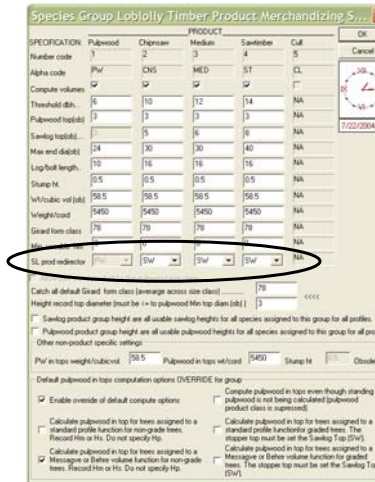 Species Group Loblolly Timber Product Merchandizing S...
PRODUCT
SPECIFICATION Pulpwood Chipnsaw Medium Sawtimber Cull
OK
Number code 1 2 3 4 5
Cancel
Alpha code PW CNS MED ST CL
Compute volumes
Threshold dbh... 6 10 12 14 NA
Pulpwood top(ob) 3 3 3 3 NA
7/22/2004
Sawlog top(ob)... 5 6 8 NA
Max end dia(ob) 24 30 30 40 NA
Log/bolt length.. 10 16 16 16 NA
Stump ht. 0.5 0.5 0.5 0.5 NA
Wt/cubic vol (ob) 58.5 58.5 58.5 58.5 NA
Weight/cord 5450 5450 5450 5450 NA
Girard form class 78 78 78 78 NA
0 0 0 NA
SL prod redirector PW SW SW SW NA
Catch all default Girard form class (averarge across size class) 78
Height record top diameter (must be <= to pulpwood Min top diam.(ob) ) 3 <<<<
Sawlog product group height are all usable sawlog heights for all species assigned to this group for all profiles.
Pulpwood product group height are all usable pulpwood heights for all species assigned to this group for all pro
Other non-product specific settings
PW in tops weight/cubicvol 58.5 Pulpwood in tops wt/cord 5450 Stump ht 0.5 Obsole
Default pulpwood in tops computation options OVERRIDE for group
Enable override of default compute options
Compute pulpwood in tops even though standing pulpwood is not being calculated (pulpwood product class is supressed).
Calculate pulpwood in top for trees assigned to a standard profile function for non-grade trees. Record Hm or Hs. Do not specify Hp.
Calculate pulpwood in top for trees assigned to a standard profile function for graded trees. The stopper top must be set the Sawlog Top (SW).
Calculate pulpwood in top for trees assigned to a Messavge or Behre volume function for non-grade trees. Record Hm or Hs. Do not specify Hp.
Calculate pulpwood in top for trees assigned to a Messavge or Behre volume function for graded trees. The stopper top must be set the Sawlog To (SW).